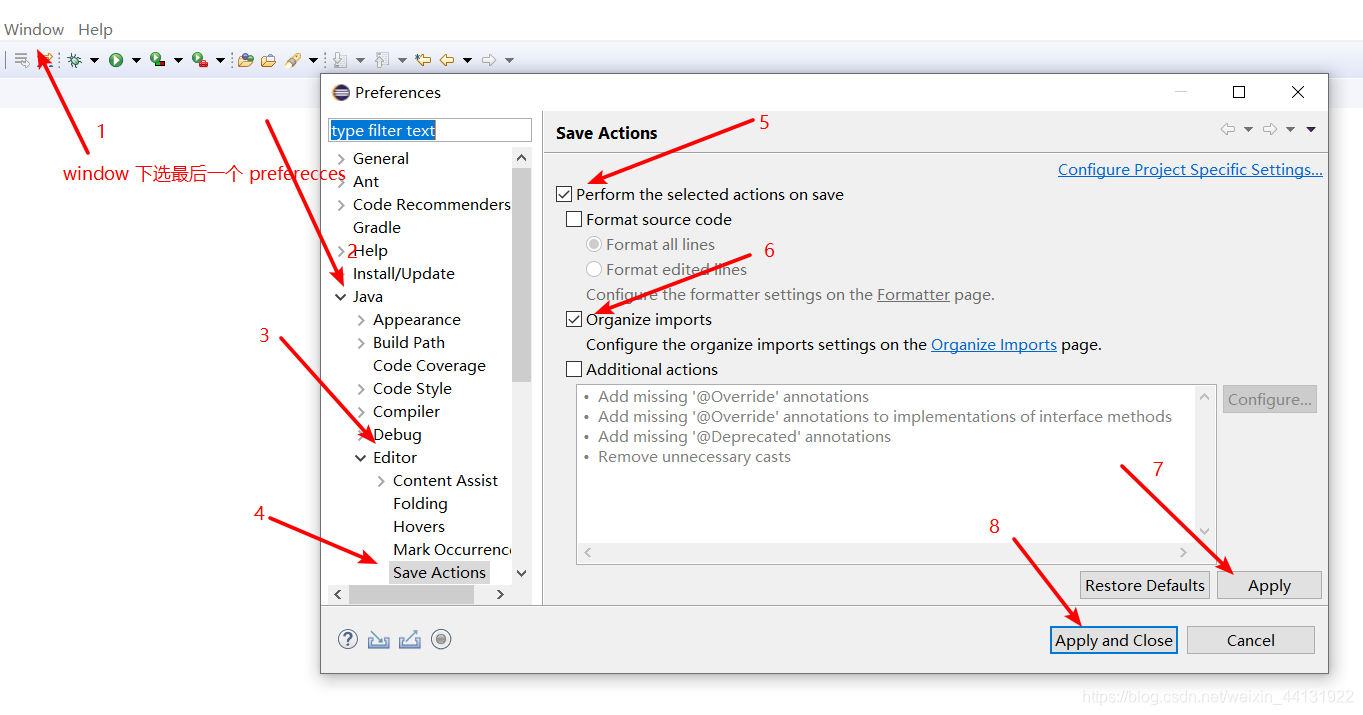 Window Help
1
window 下选最后一个 preferecces
Preferences
type filter text
General
Ant
Code Recommenders
Gradle
2
Help
Install/Update
Java
Appearance
3
Build Path
Code Coverage
Code Style
Compiler
Debug
Editor
Content Assist
Folding
4
Hovers
Mark Occurrenc
Save Actions
Save Actions
5
Configure Project Specific Settings...
Perform the selected actions on save
Format source code
Format all lines
6
Format edited lines
Configure the formatter settings on the Formatter page.
Organize imports
Configure the organize imports settings on the Organize Imports page.
Additional actions
• Add missing '@Override' annotations
Configure...
• Add missing '@Override' annotations to implementations of interface methods
• Add missing '@Deprecated' annotations
• Remove unnecessary casts
7
8
Restore Defaults Apply
Apply and Close Cancel
https://blog.csdn.net/weixin_44131922